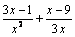 (3x − 1)/x² + (x − 9)/3x